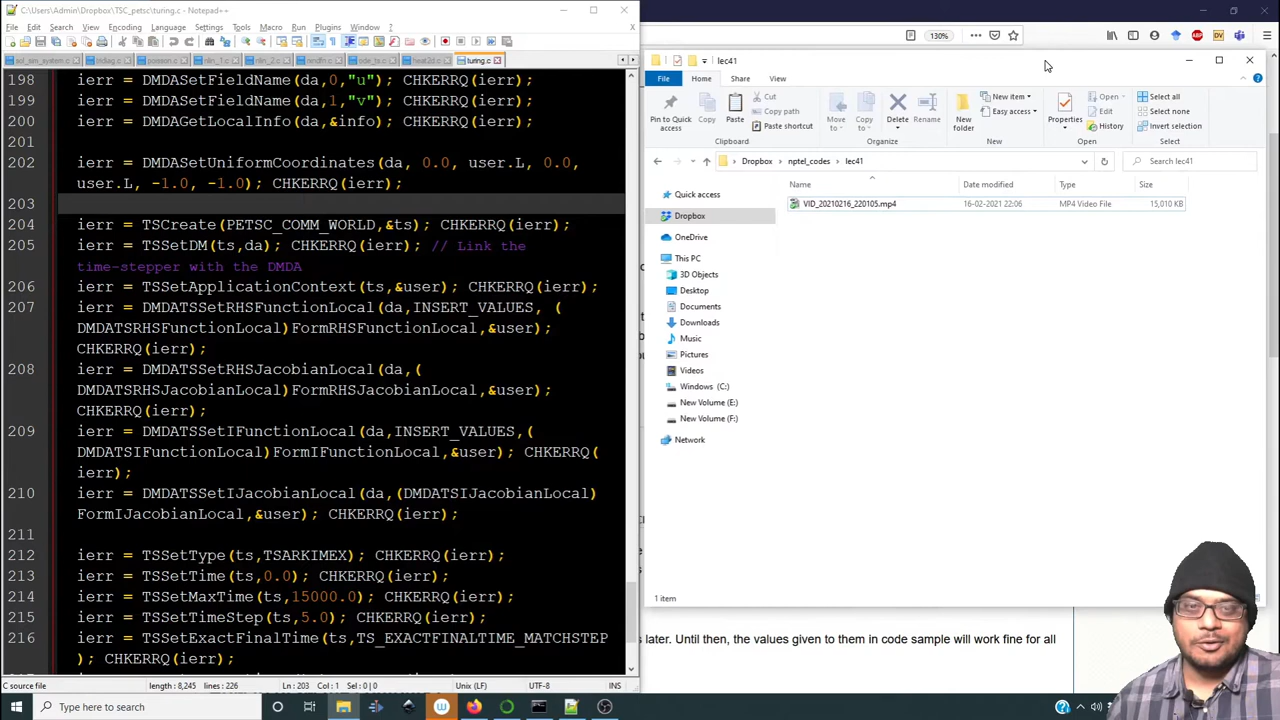 C:\Users\Admin\Dropbox\TSC_petsc\turing.c - Notepad++
File Edit Search View Encoding Language Settings Tools Macro Run Plugins Window ?
turing.c
198 ierr = DMDASetFieldName(da,0,"u"); CHKERRQ(ierr);
199 ierr = DMDASetFieldName(da,1,"v"); CHKERRQ(ierr);
200 ierr = DMDAGetLocalInfo(da,&info); CHKERRQ(ierr);
201
202 ierr = DMDASetUniformCoordinates(da, 0.0, user.L, 0.0,
user.L, -1.0, -1.0); CHKERRQ(ierr);
203
204 ierr = TSCreate(PETSC_COMM_WORLD,&ts); CHKERRQ(ierr);
205 ierr = TSSetDM(ts,da); CHKERRQ(ierr); // Link the
time-stepper with the DMDA
206 ierr = TSSetApplicationContext(ts,&user); CHKERRQ(ierr);
207 ierr = DMDATSSetRHSFunctionLocal(da,INSERT_VALUES, (
DMDATSRHSFunctionLocal)FormRHSFunctionLocal,&user);
CHKERRQ(ierr);
208 ierr = DMDATSSetRHSJacobianLocal(da,(
DMDATSRHSJacobianLocal)FormRHSJacobianLocal,&user);
CHKERRQ(ierr);
209 ierr = DMDATSSetIFunctionLocal(da,INSERT_VALUES,(
DMDATSIFunctionLocal)FormIFunctionLocal,&user); CHKERRQ(
ierr);
210 ierr = DMDATSSetIJacobianLocal(da,(DMDATSIJacobianLocal)
FormIJacobianLocal,&user); CHKERRQ(ierr);
211
212 ierr = TSSetType(ts,TSARKIMEX); CHKERRQ(ierr);
213 ierr = TSSetTime(ts,0.0); CHKERRQ(ierr);
214 ierr = TSSetMaxTime(ts,15000.0); CHKERRQ(ierr);
215 ierr = TSSetTimeStep(ts,5.0); CHKERRQ(ierr);
216 ierr = TSSetExactFinalTime(ts,TS_EXACTFINALTIME_MATCHSTEP
); CHKERRQ(ierr);
C source file length : 8,245 lines : 226 Ln : 203 Col : 1 Sel : 0 | 0 Unix (LF) UTF-8 INS
130%
lec41
File Home Share View
Pin to Quick access
Copy
Paste
Cut
Copy path
Paste shortcut
Clipboard
Move to
Copy to
Delete
Rename
Organize
New folder
New item
Easy access
New
Properties
Open
Edit
History
Open
Select all
Select none
Invert selection
Select
Dropbox > nptel_codes > lec41
Search lec41
Quick access
Dropbox
OneDrive
This PC
3D Objects
Desktop
Documents
Downloads
Music
Pictures
Videos
Windows (C:)
New Volume (E:)
New Volume (F:)
Network
Name Date modified Type Size
VID_20210216_220105.mp4 16-02-2021 22:06 MP4 Video File 15,010 KB
1 item
later. Until then, the values given to them in code sample will work fine for all
Type here to search